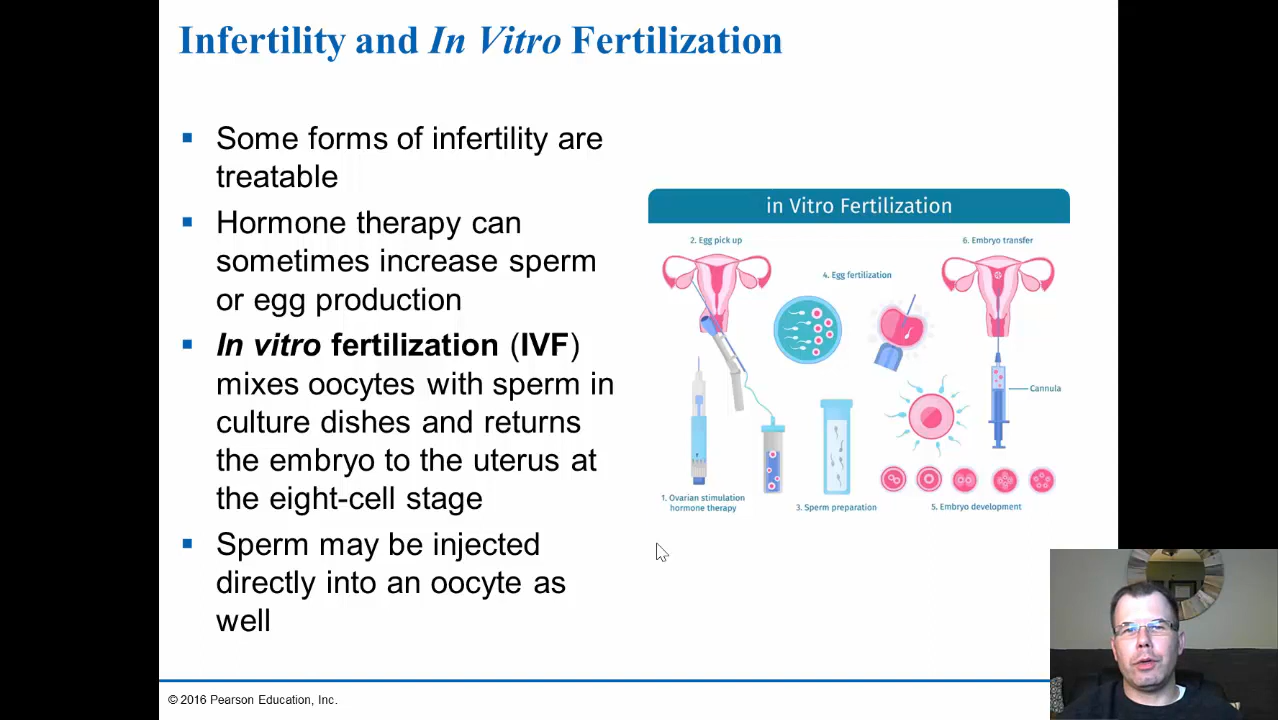 Infertility and In Vitro Fertilization
▪ Some forms of infertility are
treatable
▪ Hormone therapy can
sometimes increase sperm
or egg production
▪ In vitro fertilization (IVF)
mixes oocytes with sperm in
culture dishes and returns
the embryo to the uterus at
the eight-cell stage
▪ Sperm may be injected
directly into an oocyte as
well
in Vitro Fertilization
2. Egg pick up
6. Embryo transfer
4. Egg fertilization
Cannula
1. Ovarian stimulation
hormone therapy
3. Sperm preparation
5. Embryo development
© 2016 Pearson Education, Inc.